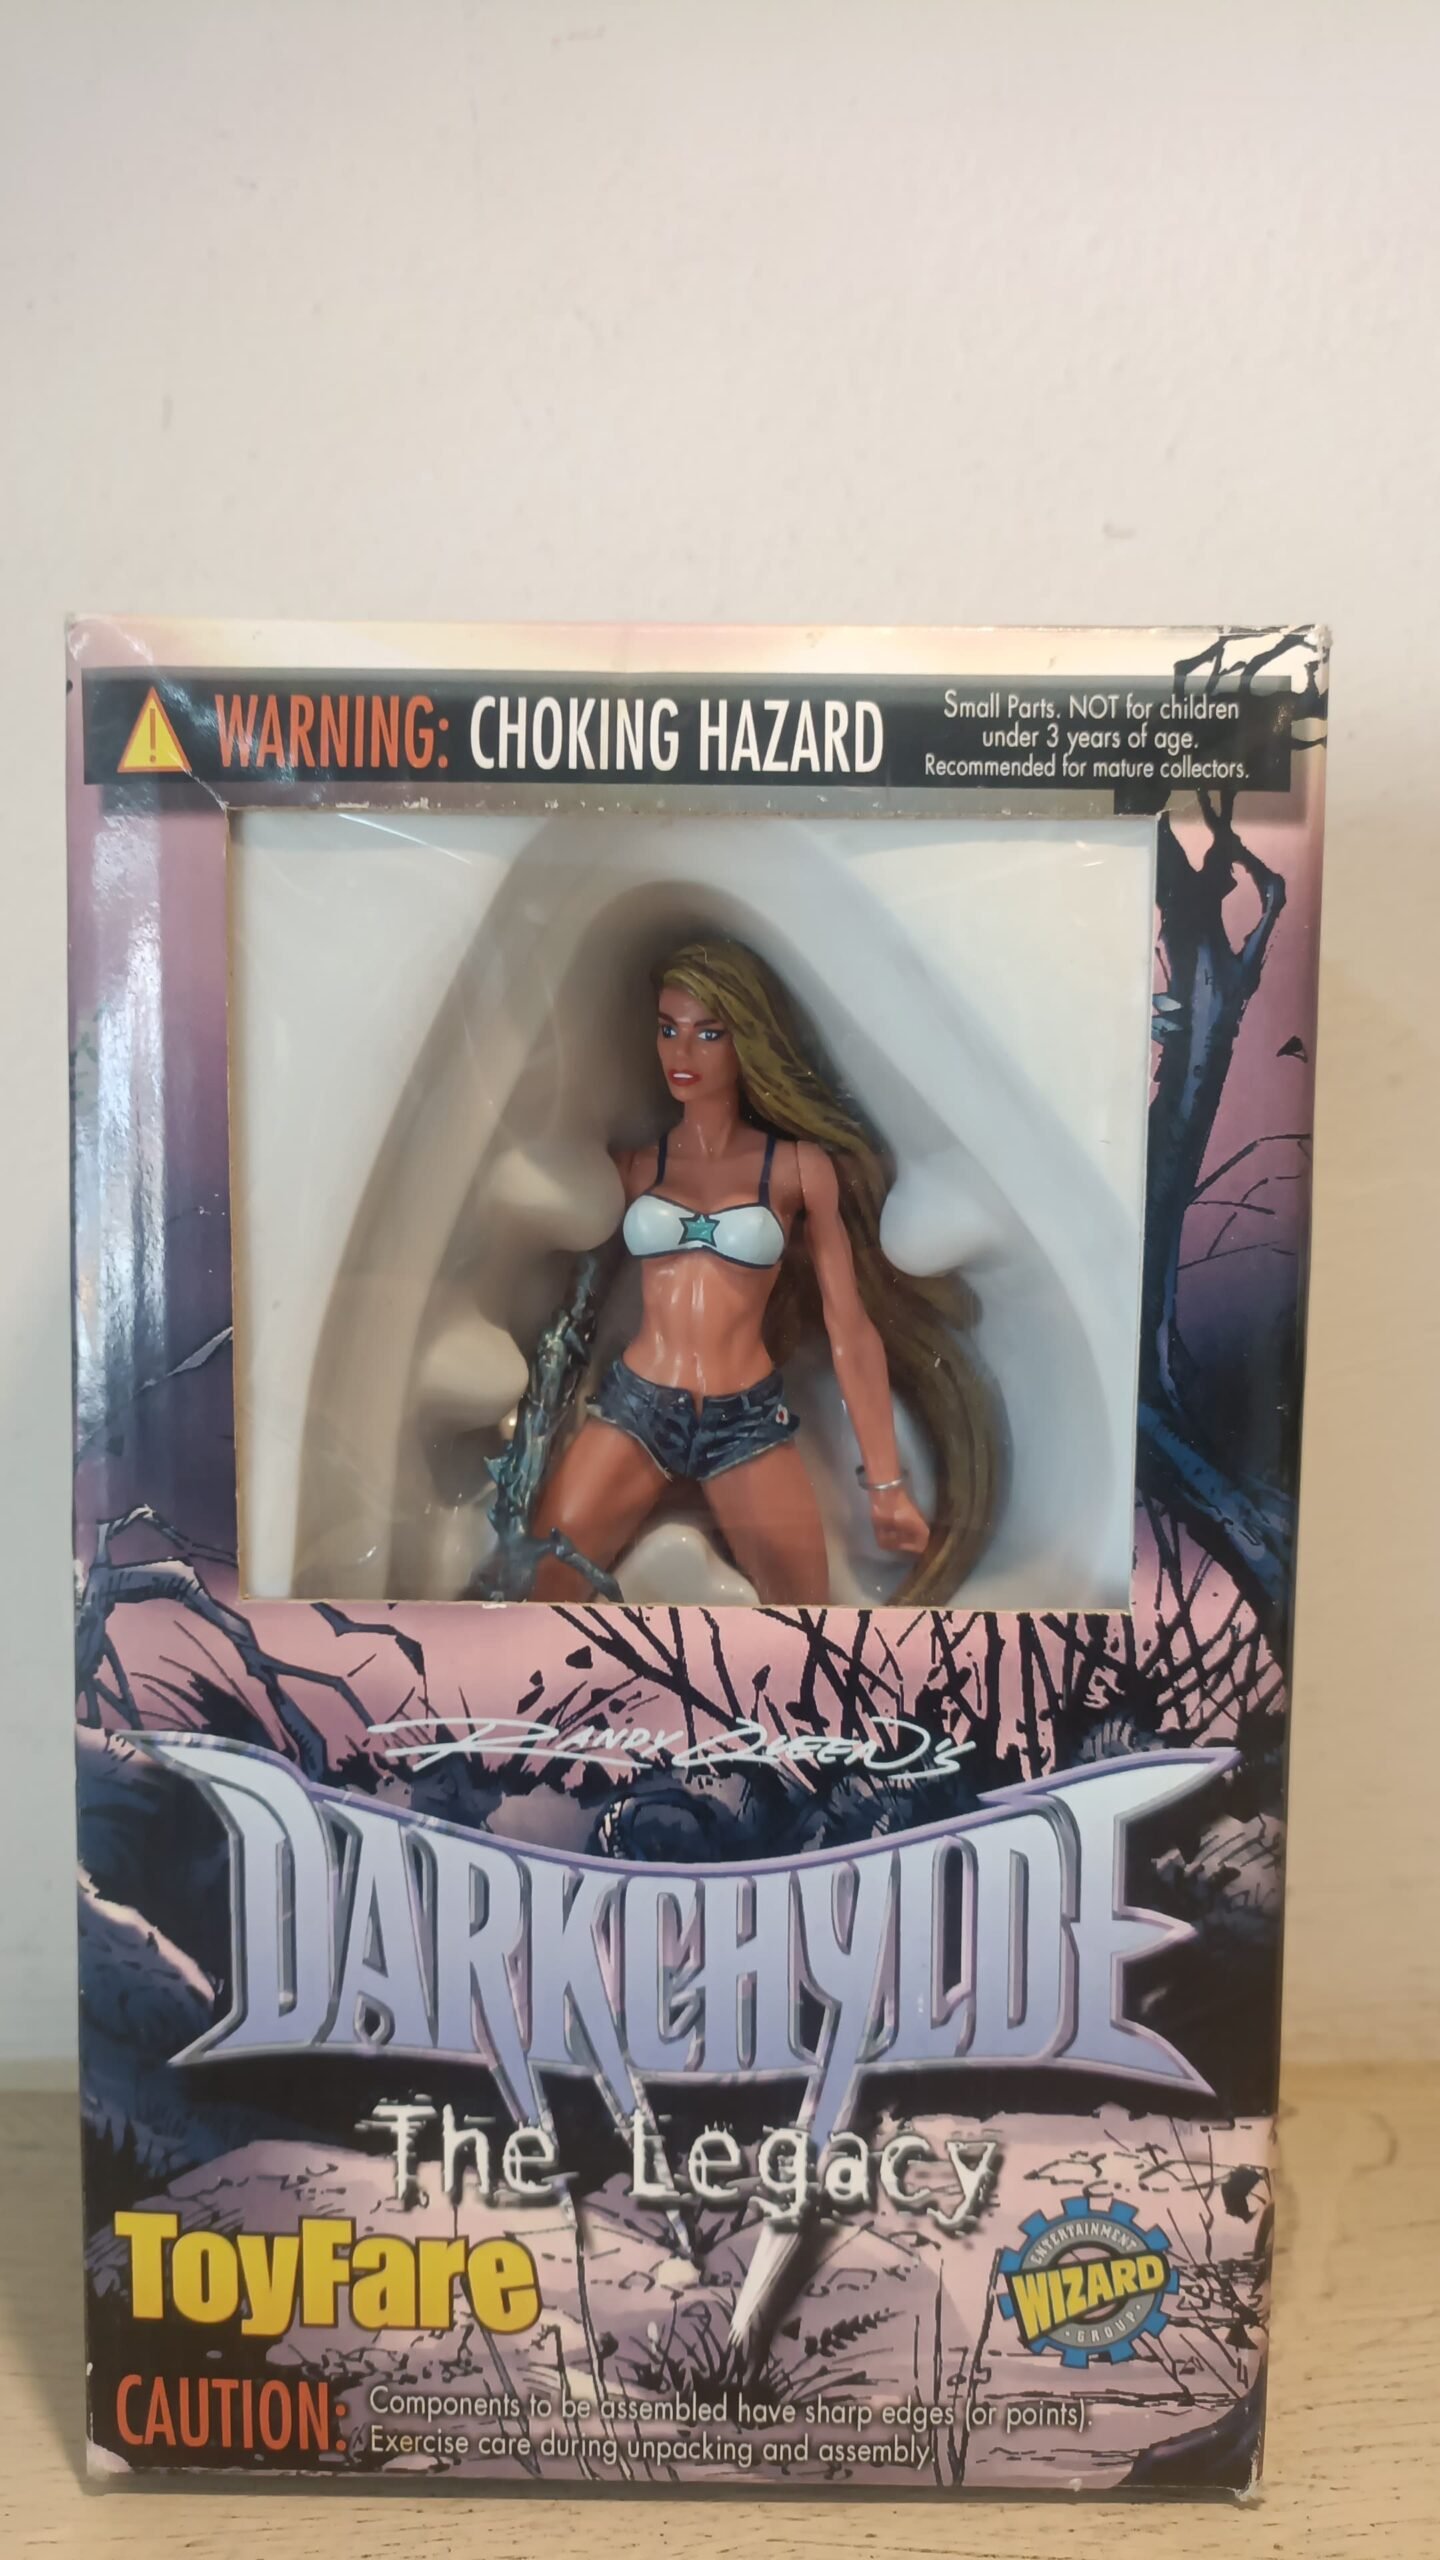 WARNING: CHOKING HAZARD
Small Parts. NOT for children
under 3 years of age.
Recommended for mature collectors.
RANDY QUEEN'S
DARKCHYLDE
The Legacy
ToyFare
ENTERTAINMENT
WIZARD
GROUP
CAUTION:
Components to be assembled have sharp edges (or points).
Exercise care during unpacking and assembly.